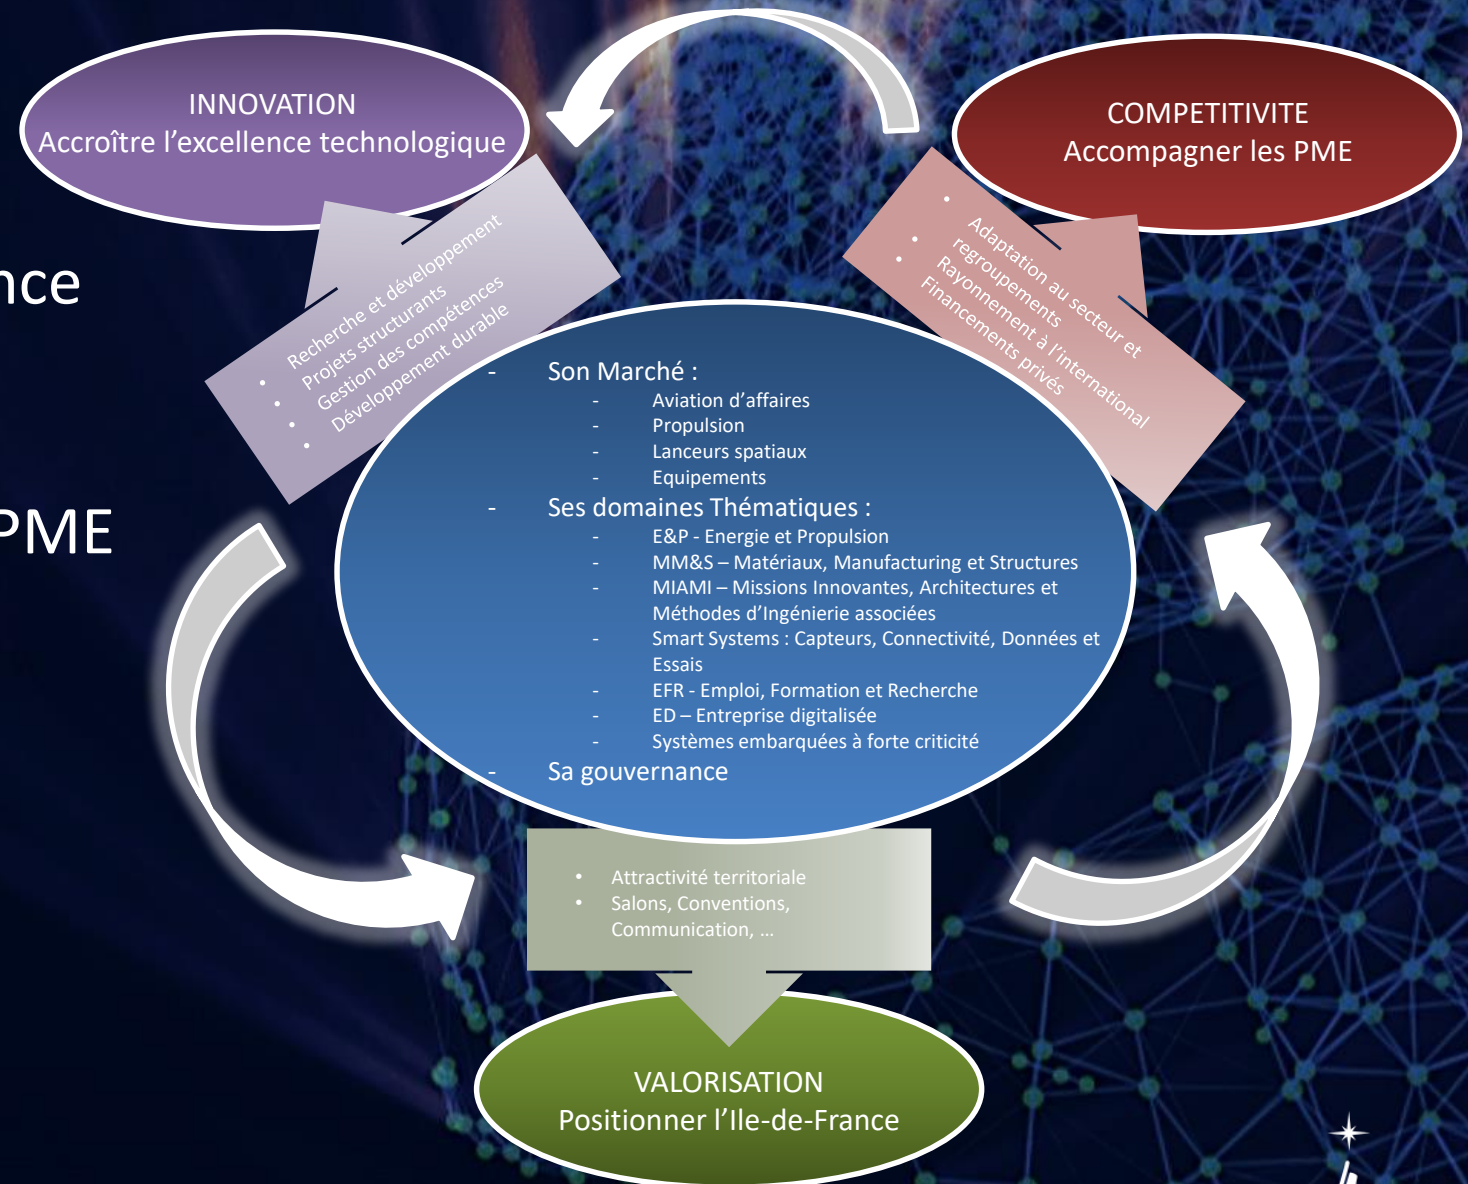 INNOVATION
Accroître l’excellence technologique
COMPETITIVITE
Accompagner les PME
nce
PME
• Recherche et développement
• Projets structurants
• Gestion des compétences
• Développement durable
• Adaptation au secteur et
regroupements
• Rayonnement à l’international
• Financements privés
- Son Marché :
- Aviation d’affaires
- Propulsion
- Lanceurs spatiaux
- Equipements
- Ses domaines Thématiques :
- E&P - Energie et Propulsion
- MM&S – Matériaux, Manufacturing et Structures
- MIAMI – Missions Innovantes, Architectures et
Méthodes d’Ingénierie associées
- Smart Systems : Capteurs, Connectivité, Données et
Essais
- EFR - Emploi, Formation et Recherche
- ED – Entreprise digitalisée
- Systèmes embarquées à forte criticité
- Sa gouvernance
• Attractivité territoriale
• Salons, Conventions,
Communication, …
VALORISATION
Positionner l’Ile-de-France